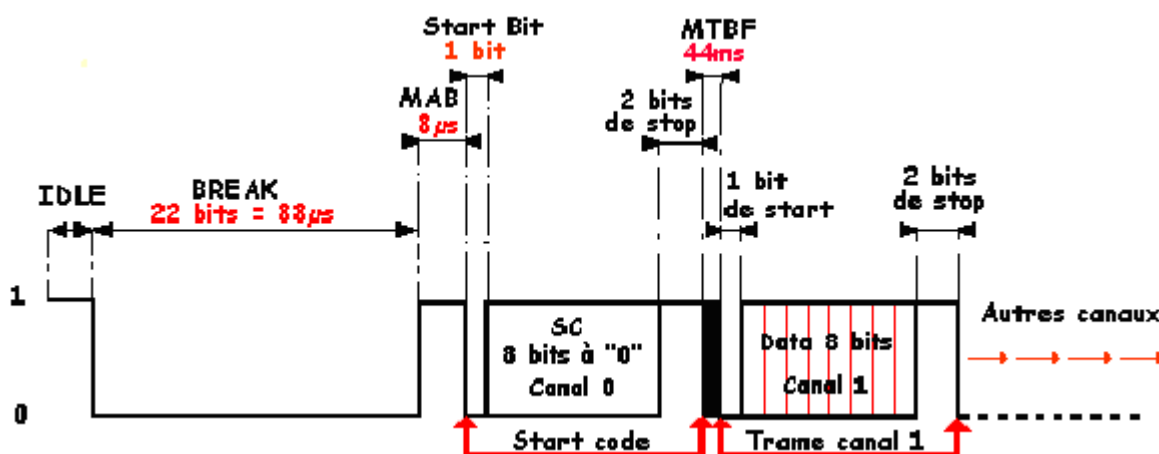 Start Bit
1 bit
MTBF
44ms
MAB
8µs
2 bits
de stop
IDLE
BREAK
22 bits = 88µs
1 bit
de start
2 bits
de stop
1
0
SC
8 bits à "0"
Canal 0
Data 8 bits
Canal 1
Autres canaux
Start code
Trame canal 1